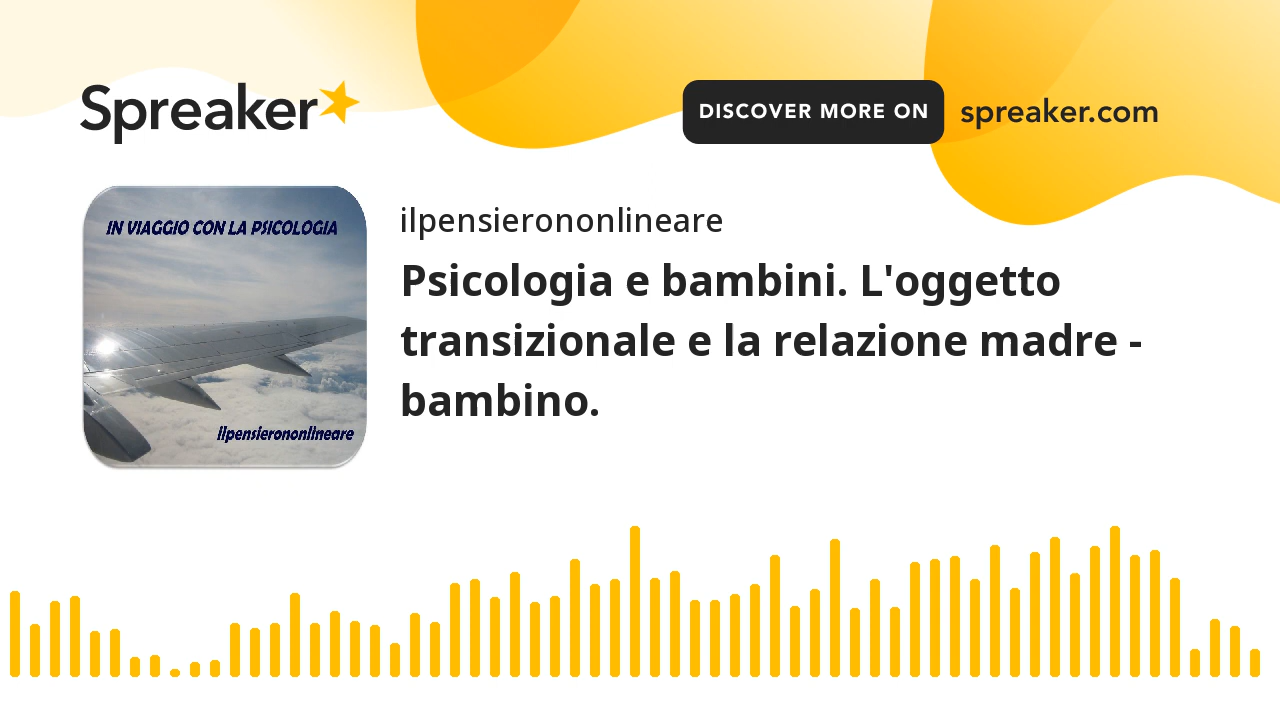 Spreaker
DISCOVER MORE ON
spreaker.com
IN VIAGGIO CON LA PSICOLOGIA
ilpensierononlineare
ilpensierononlineare
Psicologia e bambini. L'oggetto
transizionale e la relazione madre -
bambino.